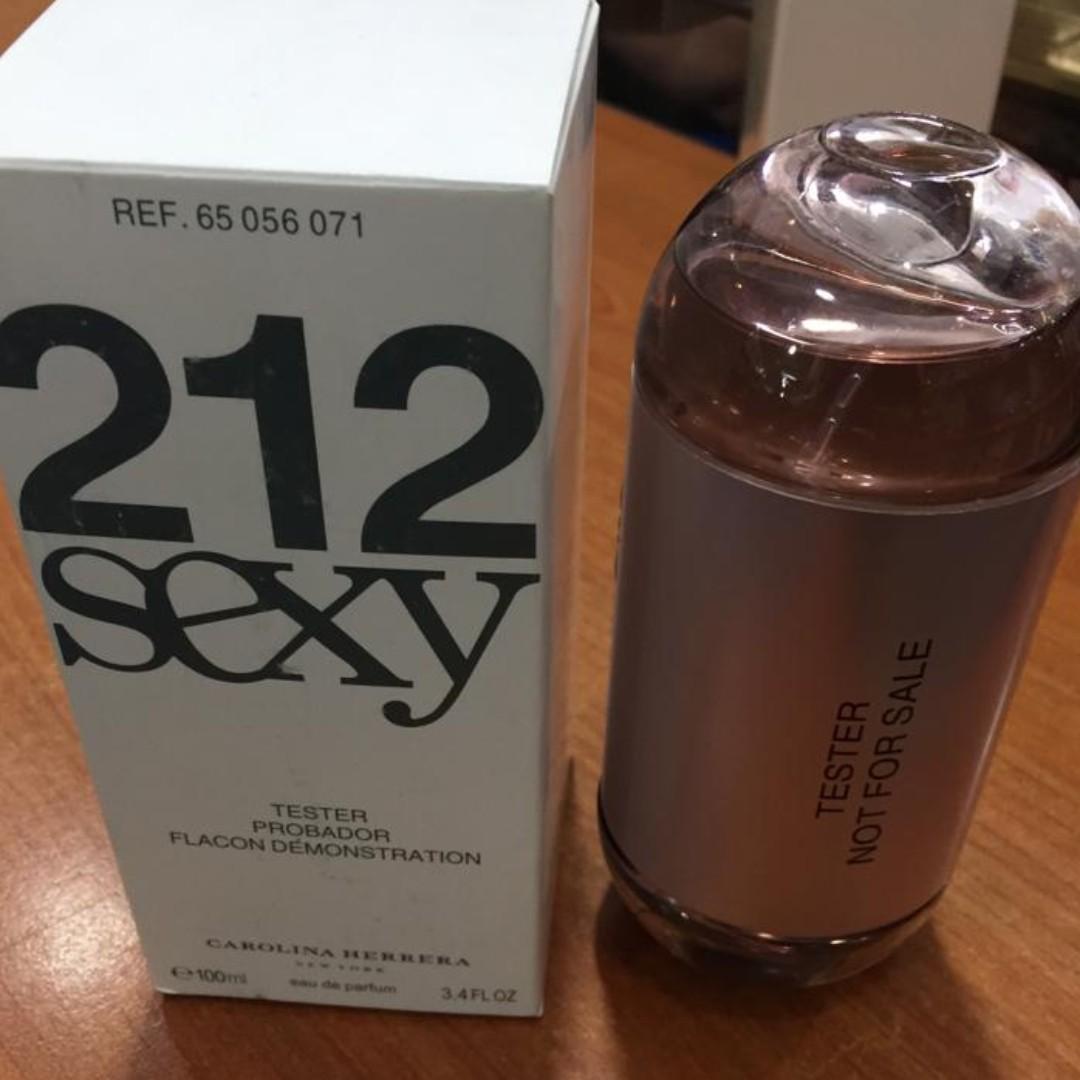 REF. 65 056 071
212
sexy
TESTER
PROBADOR
FLACON DÉMONSTRATION
CAROLINA HERRERA
NEW YORK
℮100ml eau de parfum 3.4 FL OZ
TESTER
NOT FOR SALE